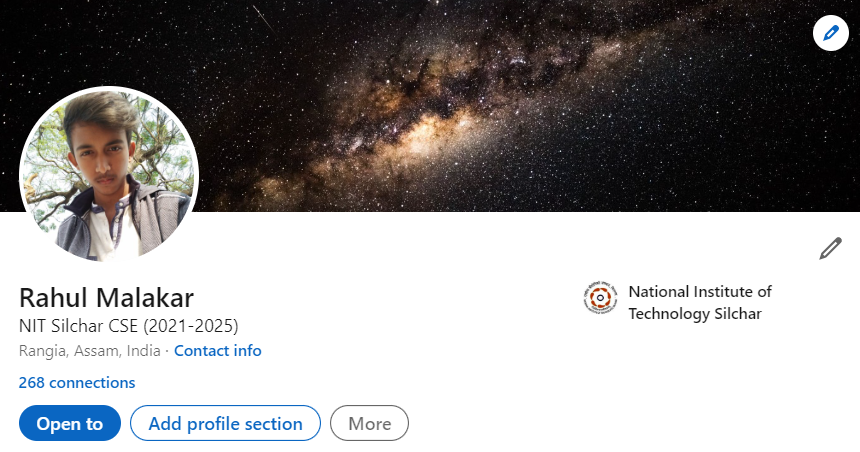 Rahul Malakar
NIT Silchar CSE (2021-2025)
Rangia, Assam, India · Contact info
268 connections
Open to
Add profile section
More
National Institute of
Technology Silchar